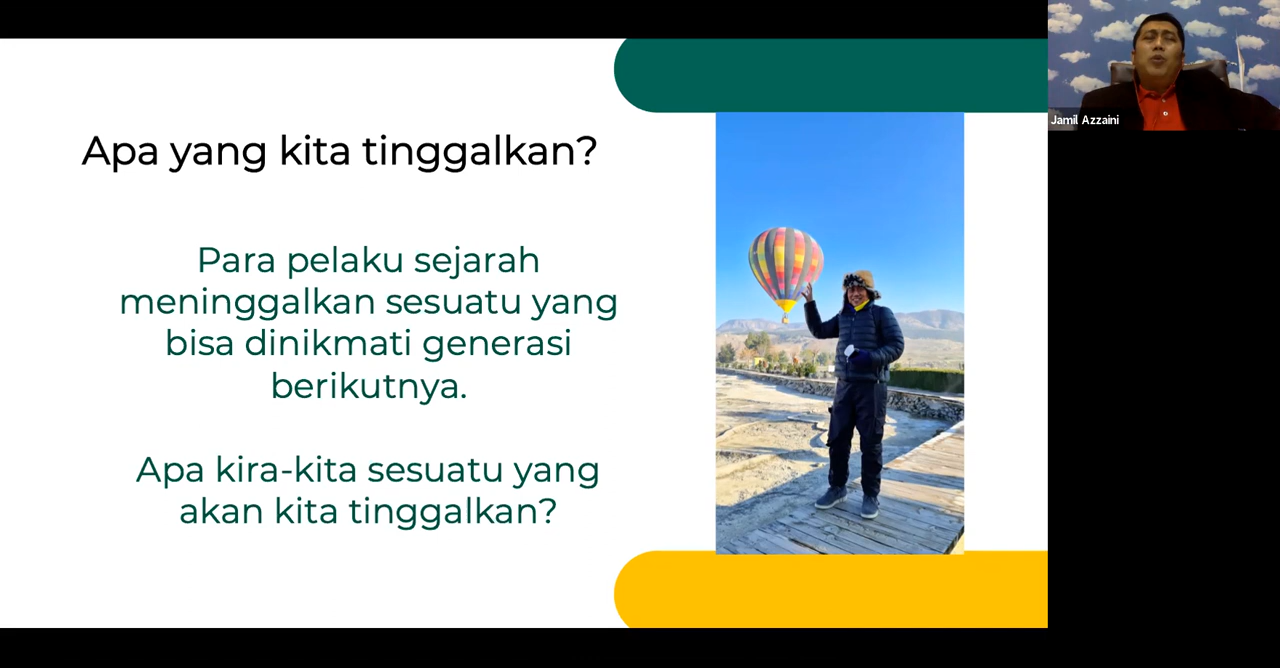 Apa yang kita tinggalkan?
Para pelaku sejarah
meninggalkan sesuatu yang
bisa dinikmati generasi
berikutnya.
Apa kira-kita sesuatu yang
akan kita tinggalkan?
Jamil Azzaini